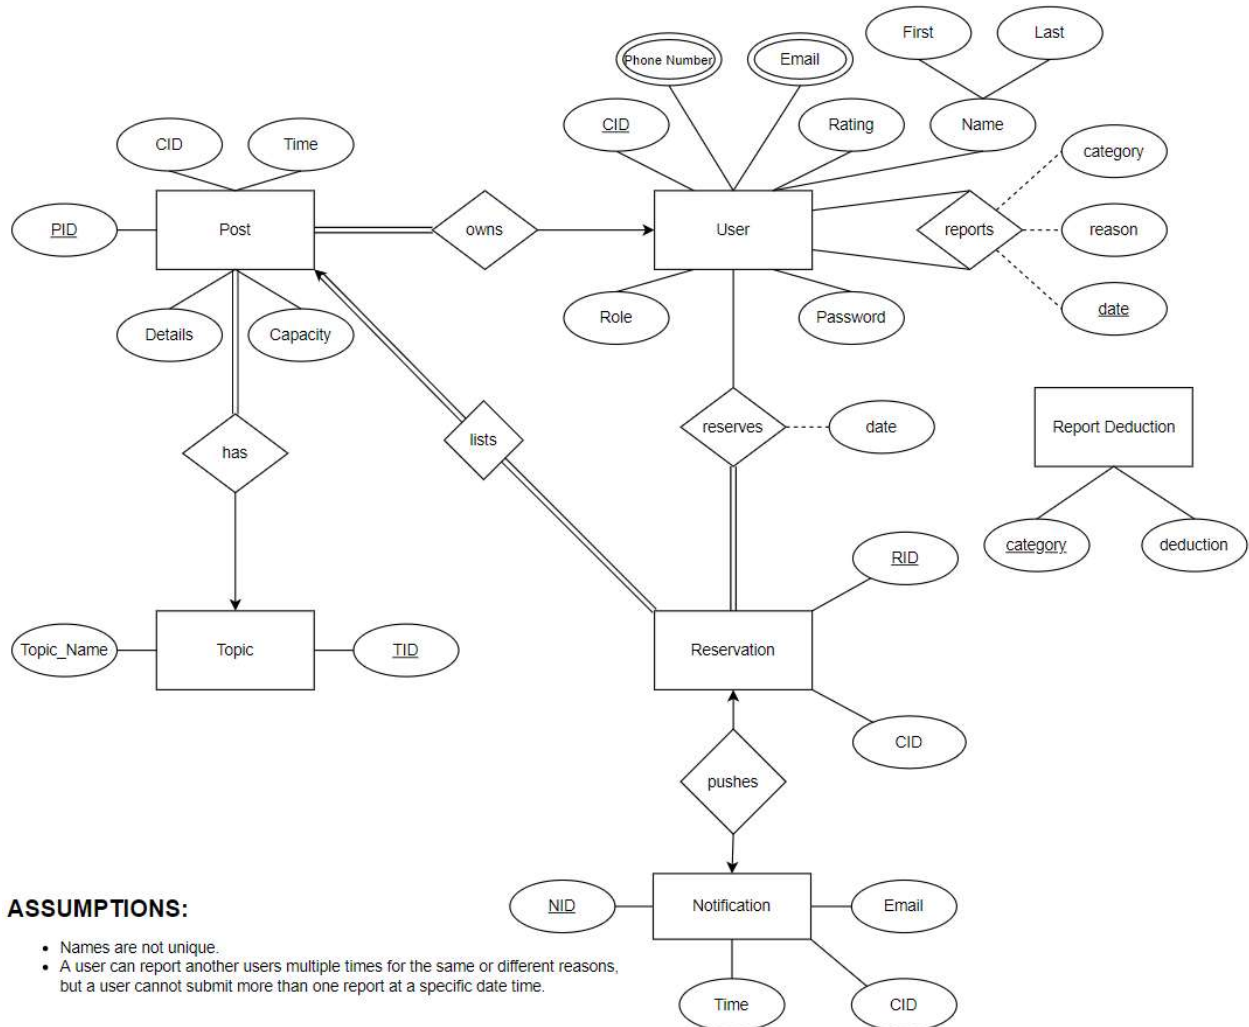 First
Last
Phone Number
Email
CID
Rating
Name
CID
Time
category
PID
Post
owns
User
reports
reason
Details
Capacity
Role
Password
date
has
lists
reserves
date
Report Deduction
category
deduction
RID
Topic_Name
Topic
TID
Reservation
CID
pushes
NID
Notification
Email
Time
CID
ASSUMPTIONS:
• Names are not unique.
• A user can report another users multiple times for the same or different reasons,
but a user cannot submit more than one report at a specific date time.